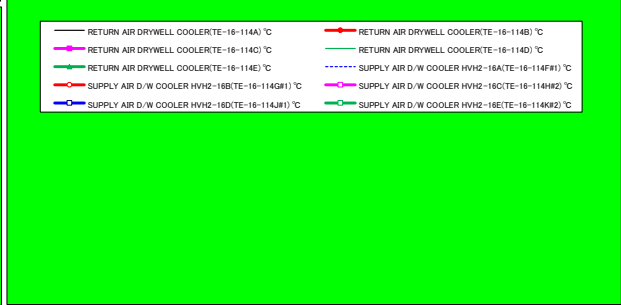 RETURN AIR DRYWELL COOLER(TE-16-114A) ℃ RETURN AIR DRYWELL COOLER(TE-16-114B) ℃
RETURN AIR DRYWELL COOLER(TE-16-114C) ℃ RETURN AIR DRYWELL COOLER(TE-16-114D) ℃
RETURN AIR DRYWELL COOLER(TE-16-114E) ℃ SUPPLY AIR D/W COOLER HVH2-16A(TE-16-114F#1) ℃
SUPPLY AIR D/W COOLER HVH2-16B(TE-16-114G#1) ℃ SUPPLY AIR D/W COOLER HVH2-16C(TE-16-114H#2) ℃
SUPPLY AIR D/W COOLER HVH2-16D(TE-16-114J#1) ℃ SUPPLY AIR D/W COOLER HVH2-16E(TE-16-114K#2) ℃